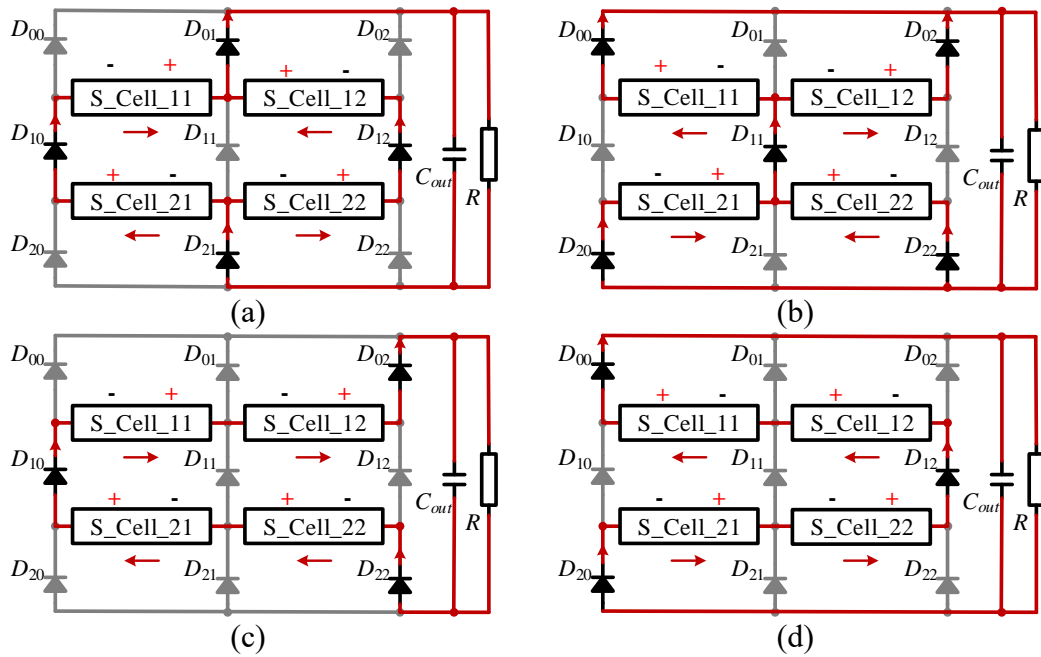 D00 D01 D02
- + + -
S_Cell_11 S_Cell_12
D10 D11 D12
+ - - +
S_Cell_21 S_Cell_22
Cout R
D20 D21 D22
(a)
D00 D01 D02
+ - - +
S_Cell_11 S_Cell_12
D10 D11 D12
- + + -
S_Cell_21 S_Cell_22
Cout R
D20 D21 D22
(b)
D00 D01 D02
- + - +
S_Cell_11 S_Cell_12
D10 D11 D12
+ - + -
S_Cell_21 S_Cell_22
Cout R
D20 D21 D22
(c)
D00 D01 D02
+ - + -
S_Cell_11 S_Cell_12
D10 D11 D12
- + - +
S_Cell_21 S_Cell_22
Cout R
D20 D21 D22
(d)